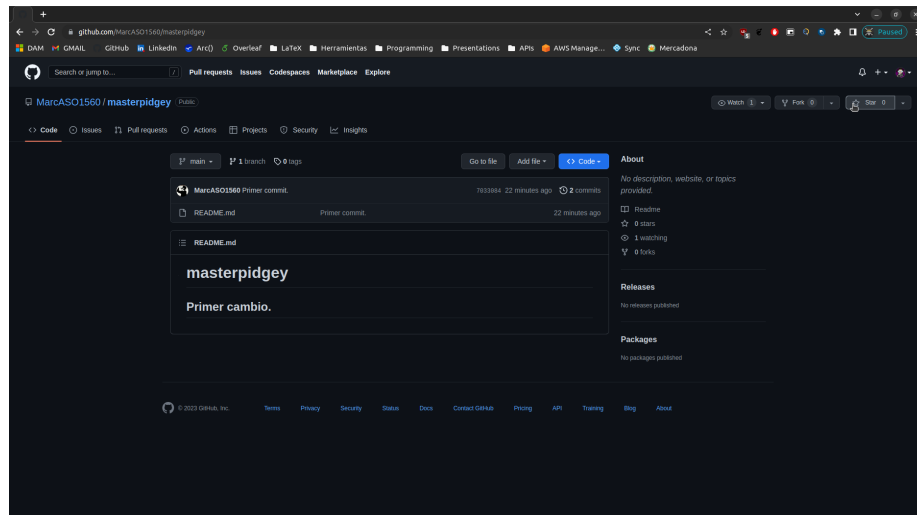 github.com/MarcASO1560/masterpidgey
Paused
DAM GMAIL GitHub LinkedIn Arc() Overleaf LaTeX Herramientas Programming Presentations APIs AWS Manage... Sync Mercadona
Search or jump to... / Pull requests Issues Codespaces Marketplace Explore
MarcASO1560 / masterpidgey Public
Watch 1 Fork 0 Star 0
<> Code Issues Pull requests Actions Projects Security Insights
main 1 branch 0 tags Go to file Add file <> Code
MarcASO1560 Primer commit. 7933984 22 minutes ago 2 commits
README.md Primer commit. 22 minutes ago
README.md
masterpidgey
Primer cambio.
About
No description, website, or topics
provided.
Readme
0 stars
1 watching
0 forks
Releases
No releases published
Packages
No packages published
© 2023 GitHub, Inc. Terms Privacy Security Status Docs Contact GitHub Pricing API Training Blog About